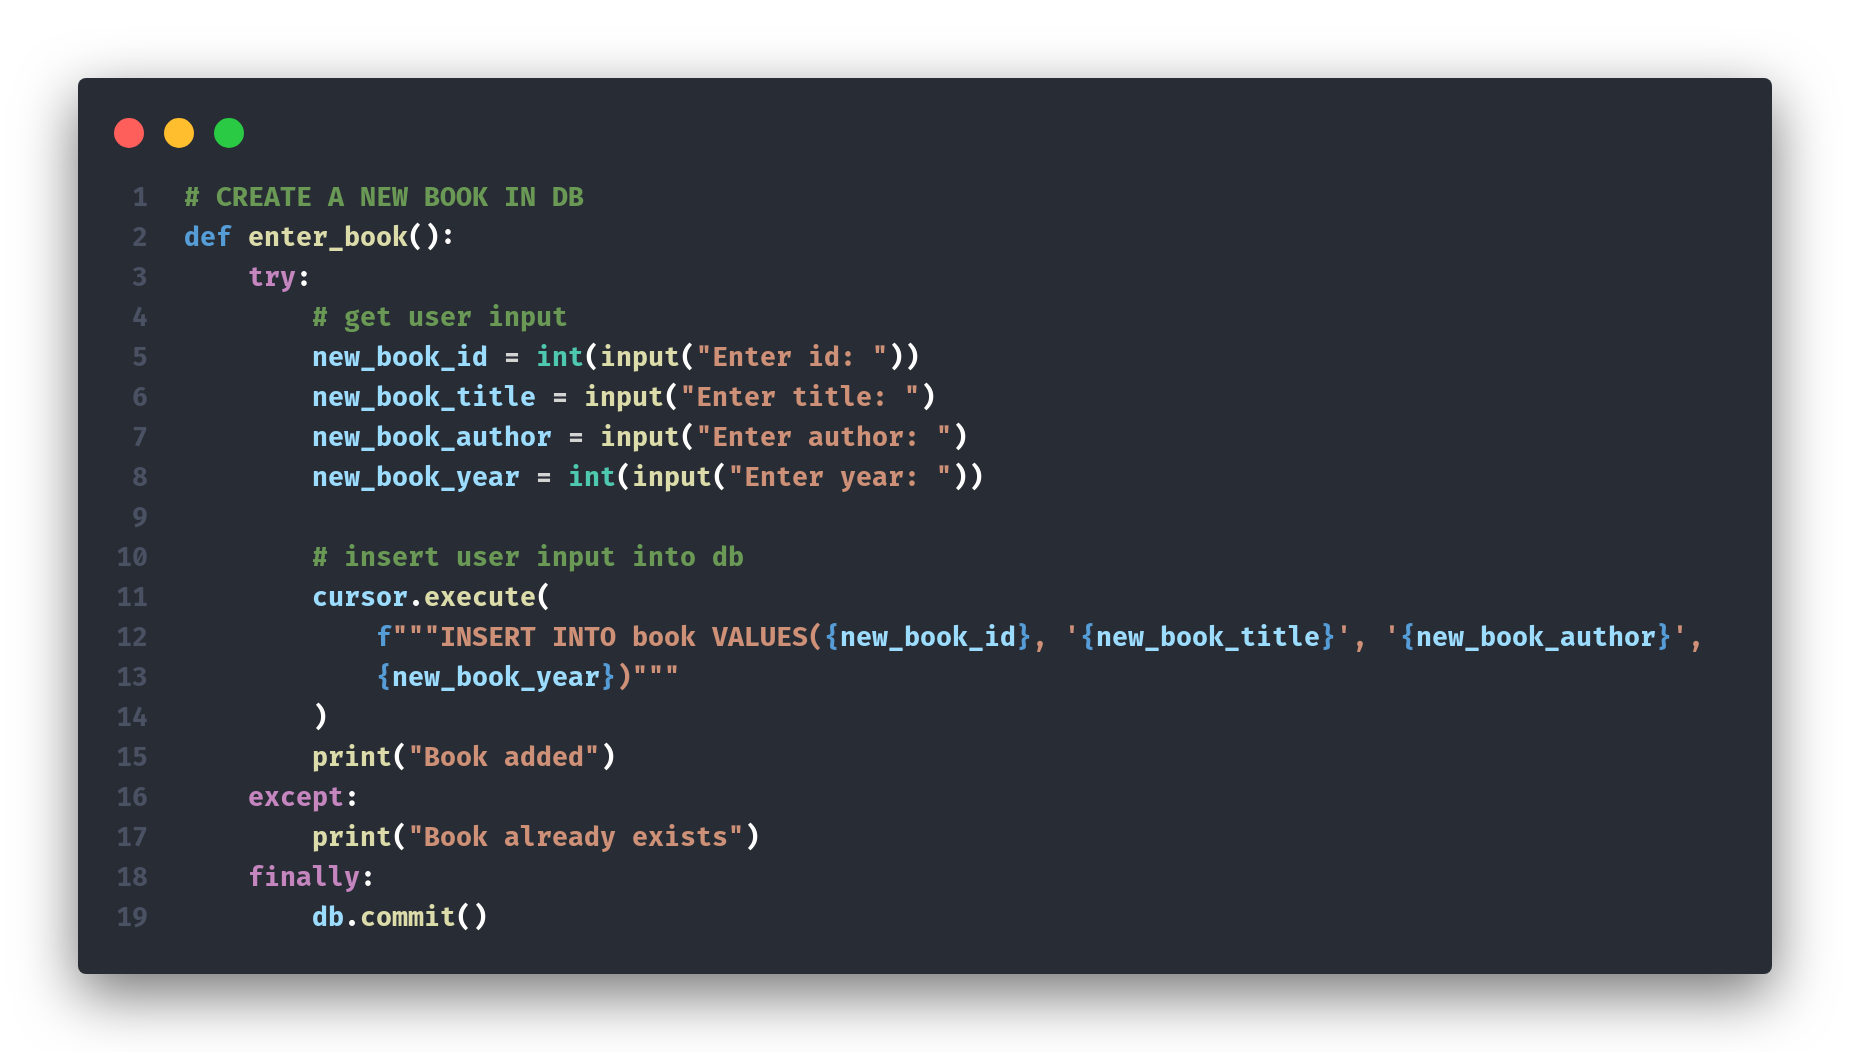 1 # CREATE A NEW BOOK IN DB
2 def enter_book():
3     try:
4         # get user input
5         new_book_id = int(input("Enter id: "))
6         new_book_title = input("Enter title: ")
7         new_book_author = input("Enter author: ")
8         new_book_year = int(input("Enter year: "))
9
10         # insert user input into db
11         cursor.execute(
12             f"""INSERT INTO book VALUES({new_book_id}, '{new_book_title}', '{new_book_author}',
13             {new_book_year})"""
14         )
15         print("Book added")
16     except:
17         print("Book already exists")
18     finally:
19         db.commit()